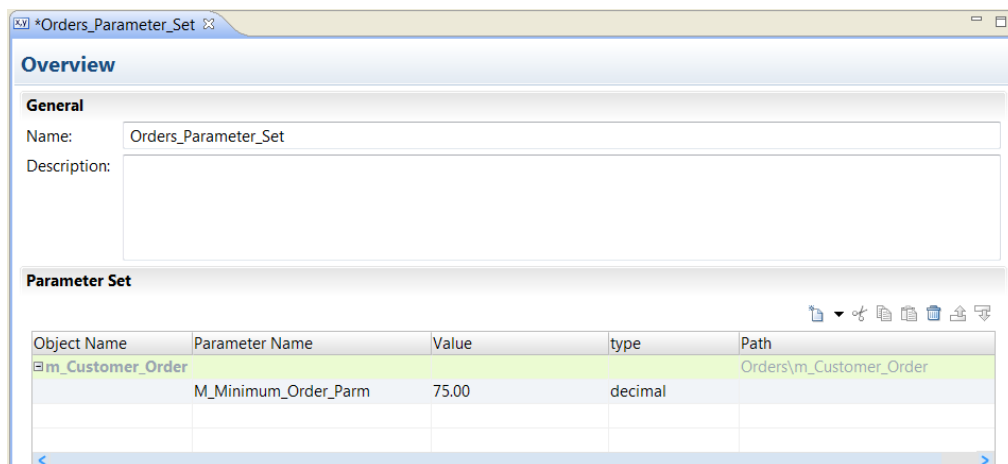 x,y *Orders_Parameter_Set
Overview
General
Name: Orders_Parameter_Set
Description:
Parameter Set
Object Name Parameter Name Value type Path
m_Customer_Order Orders\m_Customer_Order
M_Minimum_Order_Parm 75.00 decimal